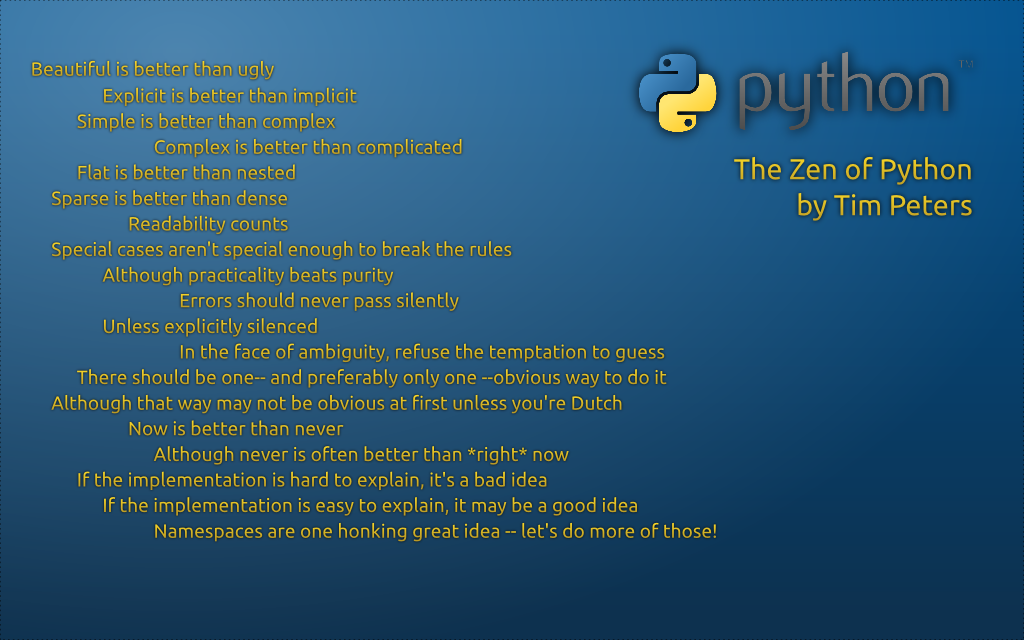 Beautiful is better than ugly
Explicit is better than implicit
Simple is better than complex
Complex is better than complicated
Flat is better than nested
Sparse is better than dense
Readability counts
Special cases aren't special enough to break the rules
Although practicality beats purity
Errors should never pass silently
Unless explicitly silenced
In the face of ambiguity, refuse the temptation to guess
There should be one-- and preferably only one --obvious way to do it
Although that way may not be obvious at first unless you're Dutch
Now is better than never
Although never is often better than *right* now
If the implementation is hard to explain, it's a bad idea
If the implementation is easy to explain, it may be a good idea
Namespaces are one honking great idea -- let's do more of those!
python TM
The Zen of Python
by Tim Peters